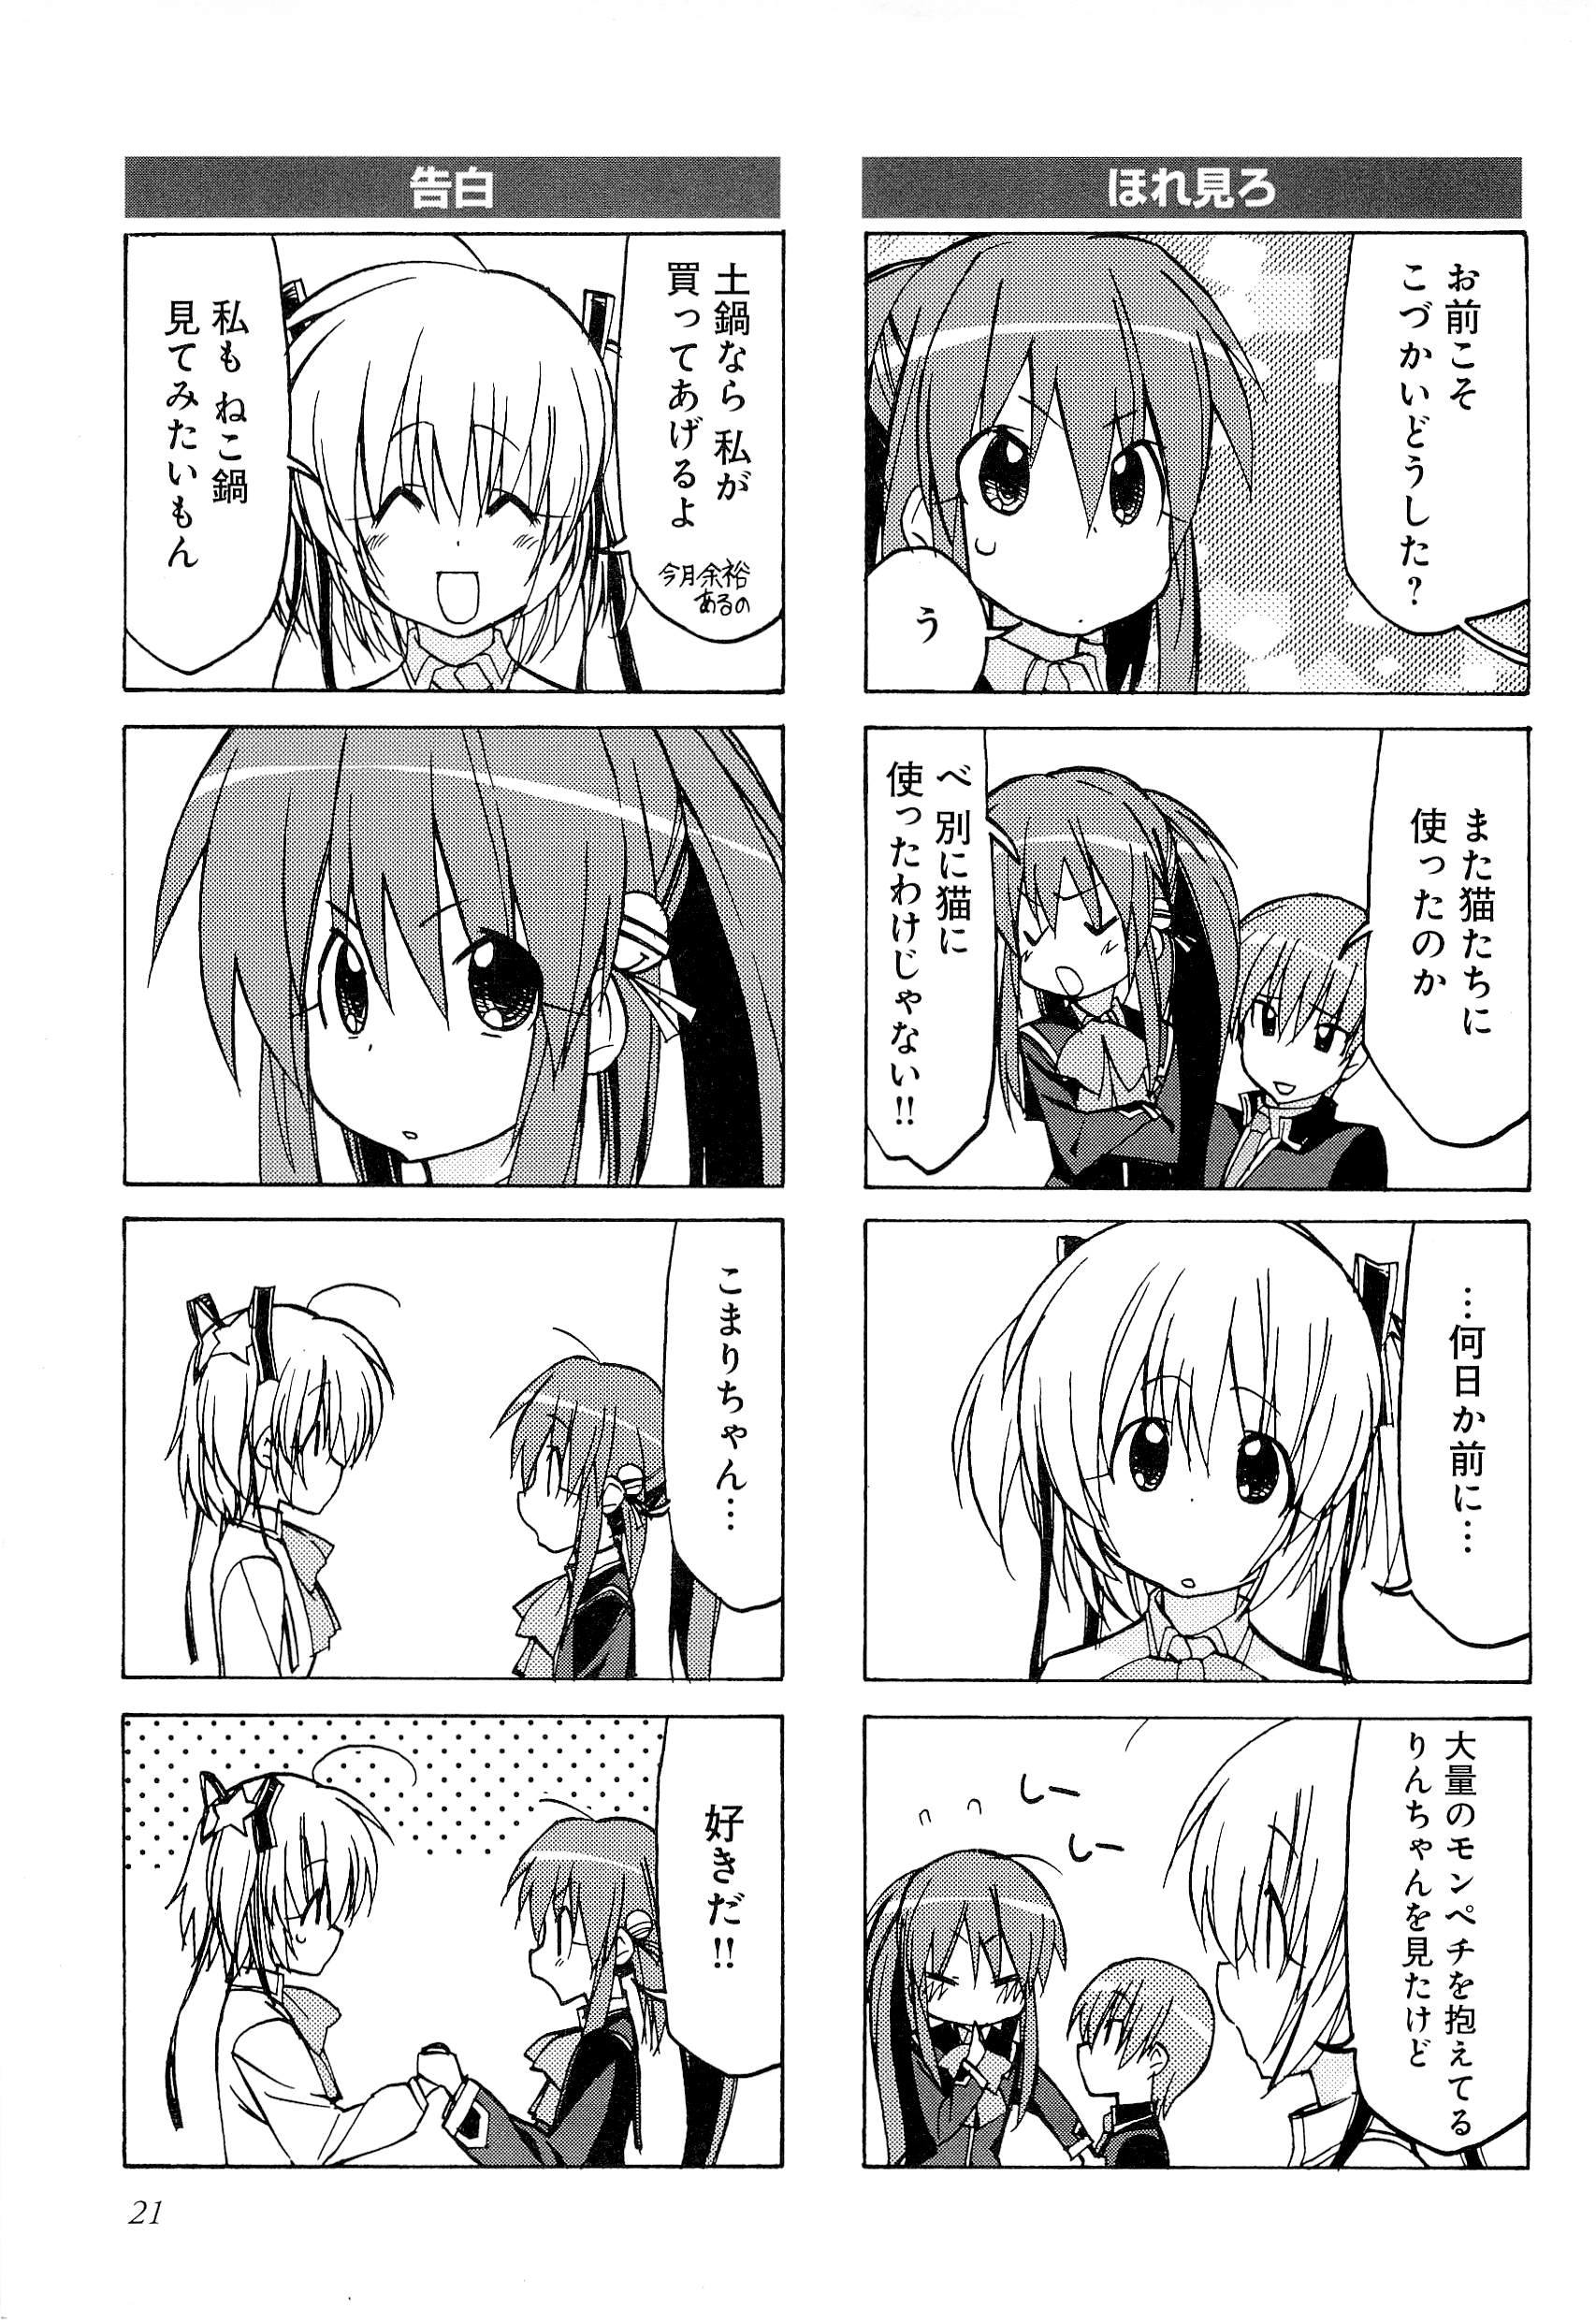 ほれ見ろ
お前こそ
こづかいどうした?
う
また猫たちに
使ったのか
べ 別に猫に
使ったわけじゃない!!
…何日か前に…
大量のモンペチを抱えてる
りんちゃんを見たけど
しー
しー
告白
土鍋なら 私が
買ってあげるよ
今月余裕
あるの
私も ねこ鍋
見てみたいもん
こまりちゃん…
好きだ!!
21